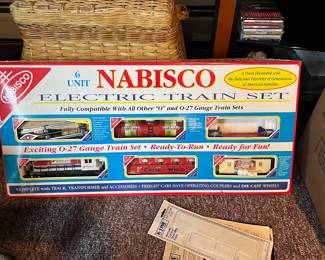 NABISCO
6
UNIT
NABISCO
A Train Decorated with
the Delicious Favorites of Generations
of American Families
ELECTRIC TRAIN SET
Fully Compatible With All Other "O" and O-27 Gauge Train Sets
Exciting O-27 Gauge Train Set • Ready-To-Run • Ready for Fun!
NABISCO
COMPLETE with TRACK, TRANSFORMER and ACCESSORIES • FREIGHT CARS HAVE OPERATING COUPLERS and DIE CAST WHEELS